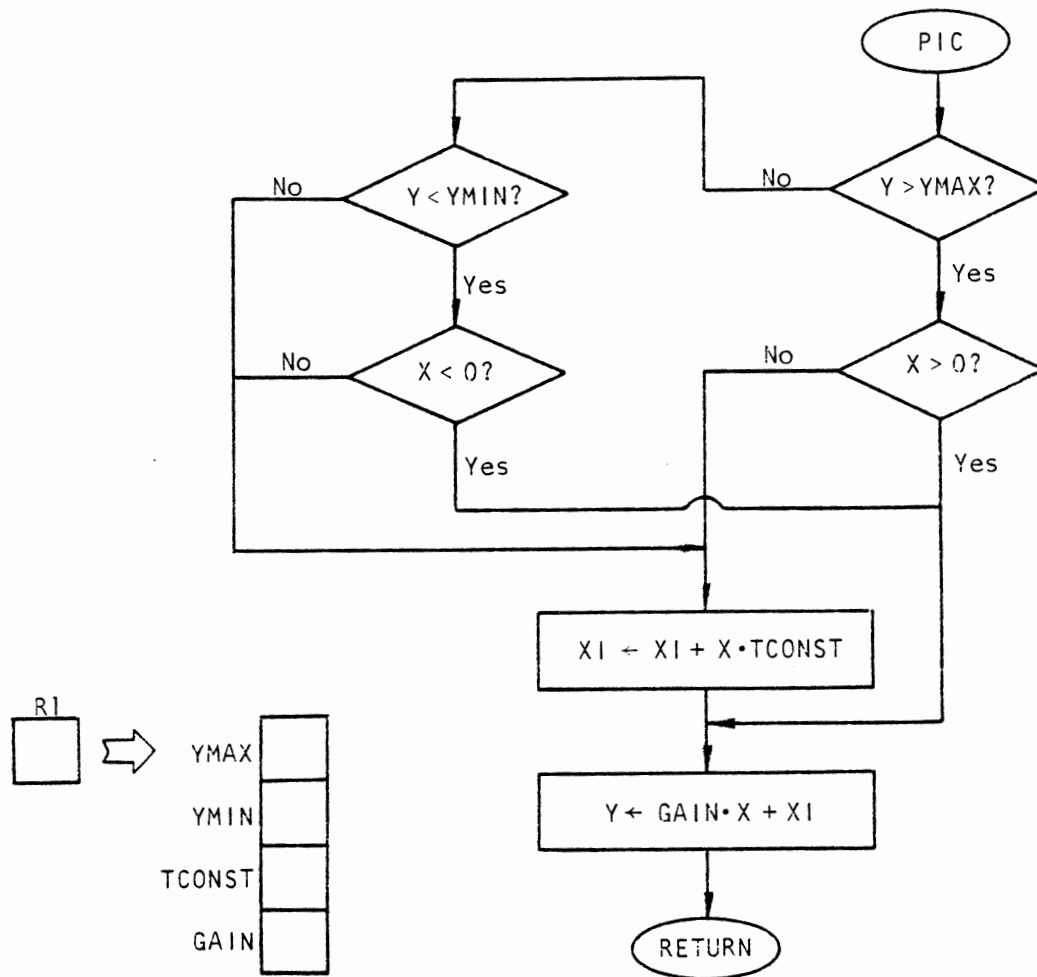 PIC
Y > YMAX?
No
Yes
Y < YMIN?
No
Yes
X > 0?
No
Yes
X < 0?
No
Yes
XI ← XI + X·TCONST
Y ← GAIN·X + XI
RETURN
R1
YMAX
YMIN
TCONST
GAIN